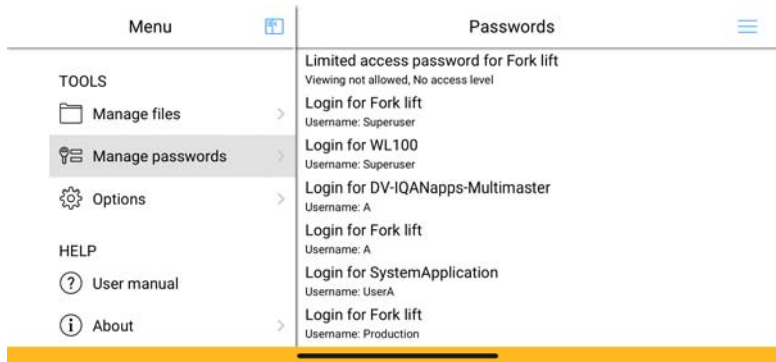 Menu
TOOLS
Manage files
Manage passwords
Options
HELP
? User manual
i About
Passwords
Limited access password for Fork lift
Viewing not allowed, No access level
Login for Fork lift
Username: Superuser
Login for WL100
Username: Superuser
Login for DV-IQANapps-Multimaster
Username: A
Login for Fork lift
Username: A
Login for SystemApplication
Username: UserA
Login for Fork lift
Username: Production